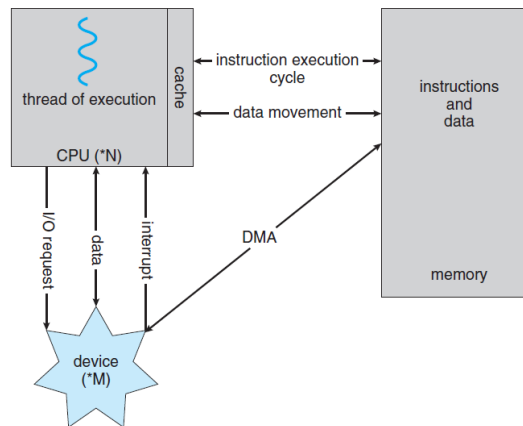 thread of execution
CPU (*N)
cache
instruction execution
cycle
data movement
instructions
and
data
memory
I/O request
data
interrupt
DMA
device
(*M)